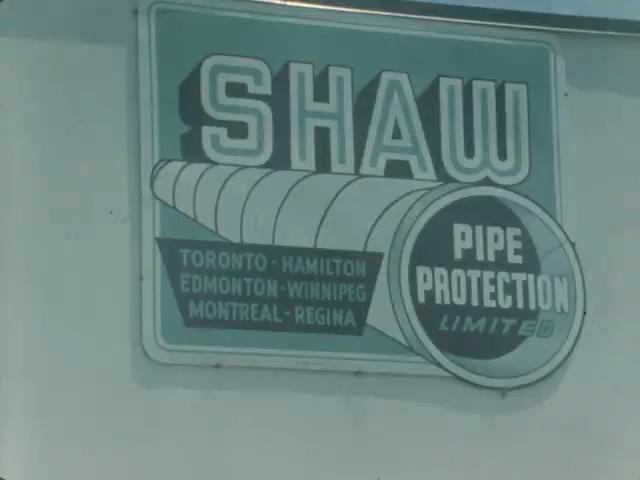 SHAW
PIPE
PROTECTION
LIMITED
TORONTO - HAMILTON
EDMONTON - WINNIPEG
MONTREAL - REGINA